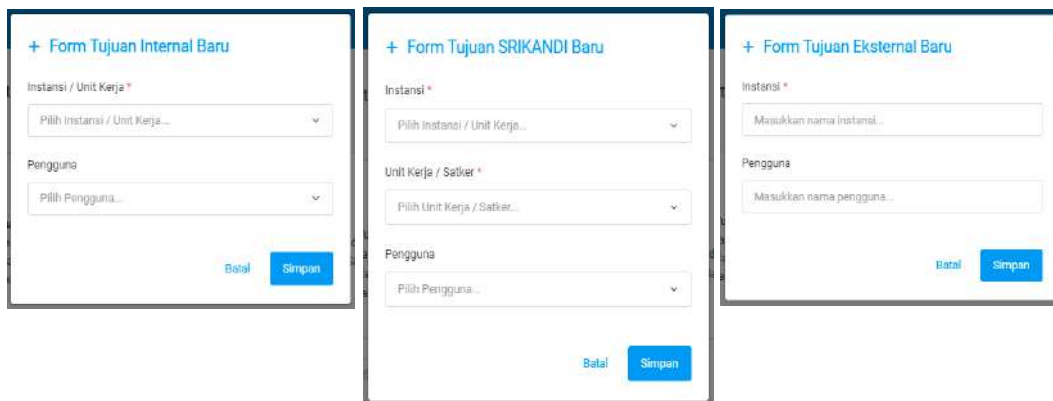 + Form Tujuan Internal Baru
Instansi / Unit Kerja *
Pilih Instansi / Unit Kerja...
Pengguna
Pilih Pengguna...
Batal
Simpan
+ Form Tujuan SRIKANDI Baru
Instansi *
Pilih Instansi / Unit Kerja...
Unit Kerja / Satker *
Pilih Unit Kerja / Satker...
Pengguna
Pilih Pengguna...
Batal
Simpan
+ Form Tujuan Eksternal Baru
Instansi *
Masukkan nama instansi...
Pengguna
Masukkan nama pengguna...
Batal
Simpan